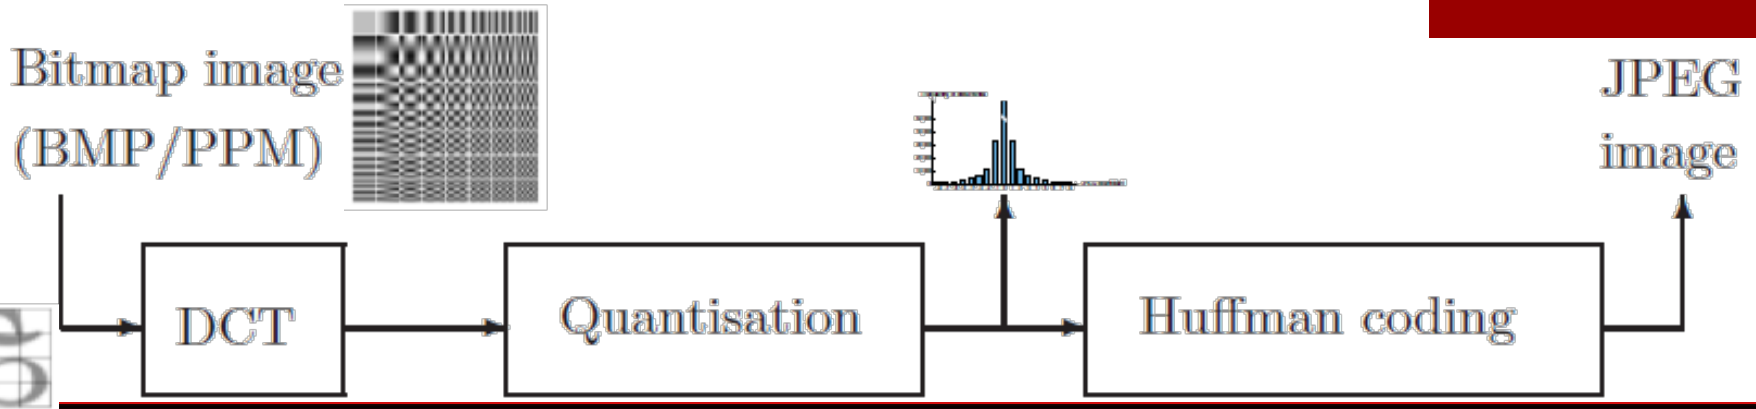 Bitmap image
(BMP/PPM)
JPEG
image
DCT
Quantisation
Huffman coding